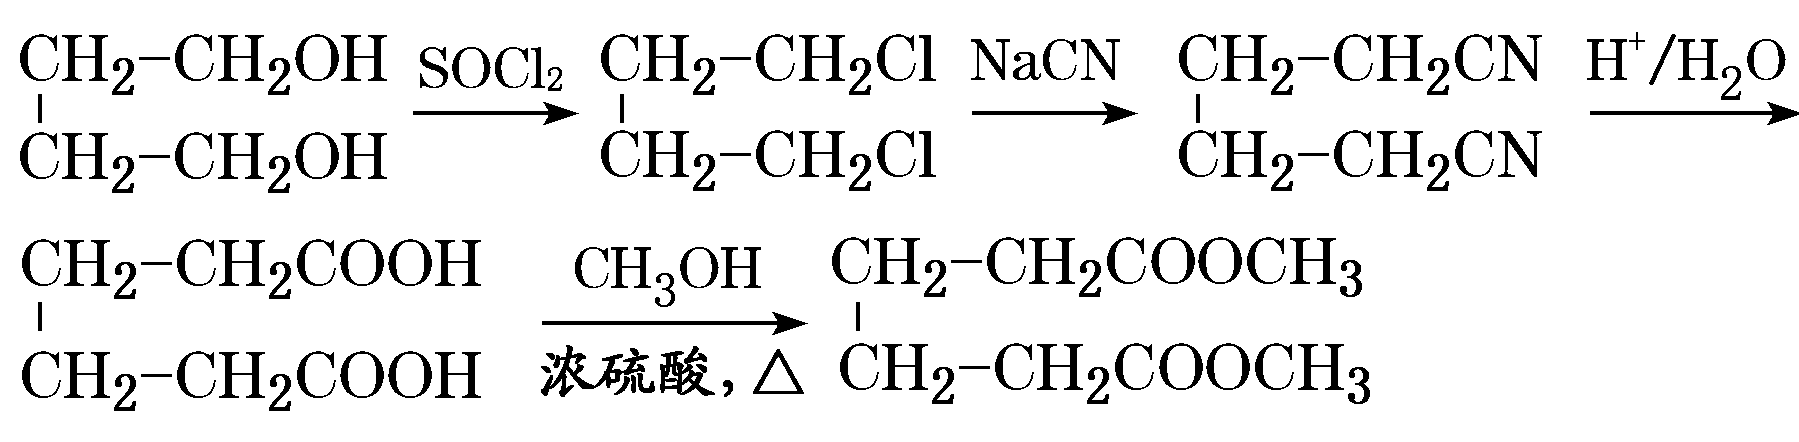 CH₂−CH₂OH SOCl₂ CH₂−CH₂Cl NaCN CH₂−CH₂CN H⁺/H₂O
CH₂−CH₂OH CH₂−CH₂Cl CH₂−CH₂CN
CH₂−CH₂COOH CH₃OH CH₂−CH₂COOCH₃
CH₂−CH₂COOH 浓硫酸,△ CH₂−CH₂COOCH₃